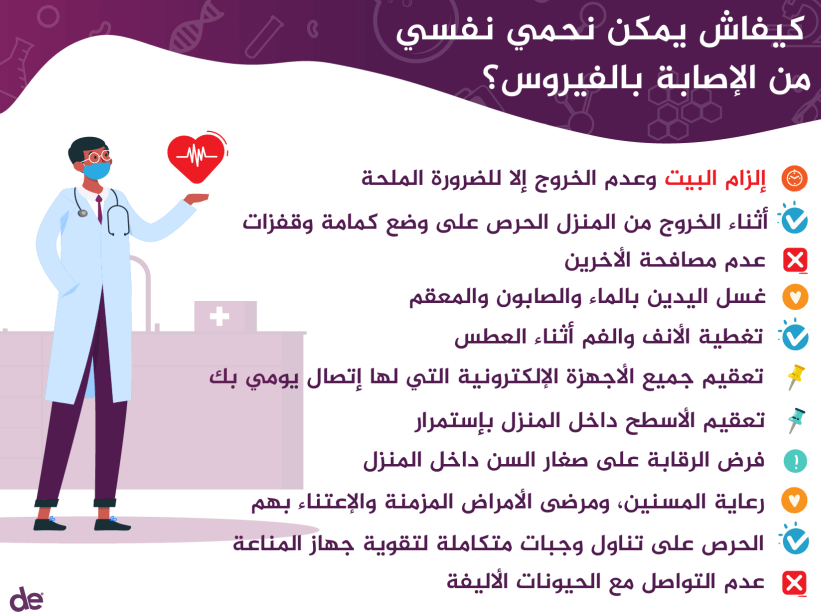 كيفاش يمكن نحمي نفسي
من الإصابة بالفيروس؟
إلزام البيت وعدم الخروج إلا للضرورة الملحة
أثناء الخروج من المنزل الحرص على وضع كمامة وقفزات
عدم مصافحة الأخرين
غسل اليدين بالماء والصابون والمعقم
تغطية الأنف والفم أثناء العطس
تعقيم جميع الأجهزة الإلكترونية التي لها إتصال يومي بك
تعقيم الأسطح داخل المنزل بإستمرار
فرض الرقابة على صغار السن داخل المنزل
رعاية المسنين، ومرضى الأمراض المزمنة والإعتناء بهم
الحرص على تناول وجبات متكاملة لتقوية جهاز المناعة
عدم التواصل مع الحيونات الأليفة
de